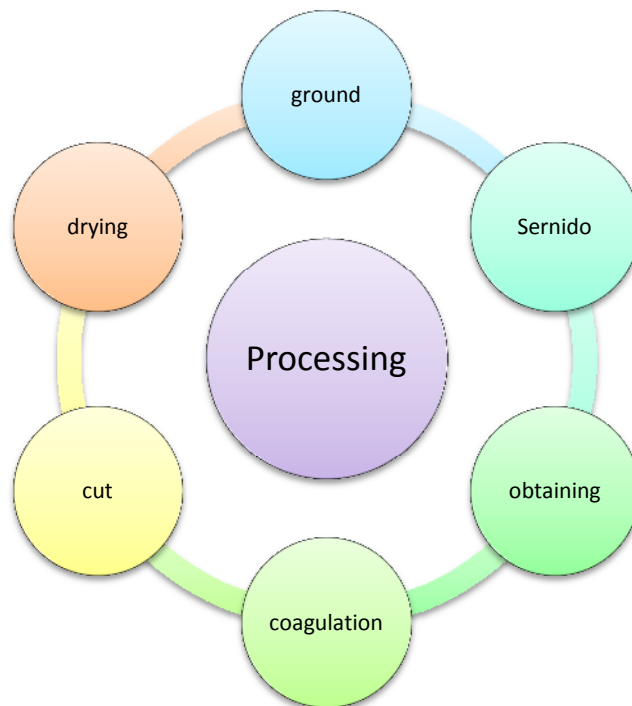 ground
Sernido
obtaining
coagulation
cut
drying
Processing